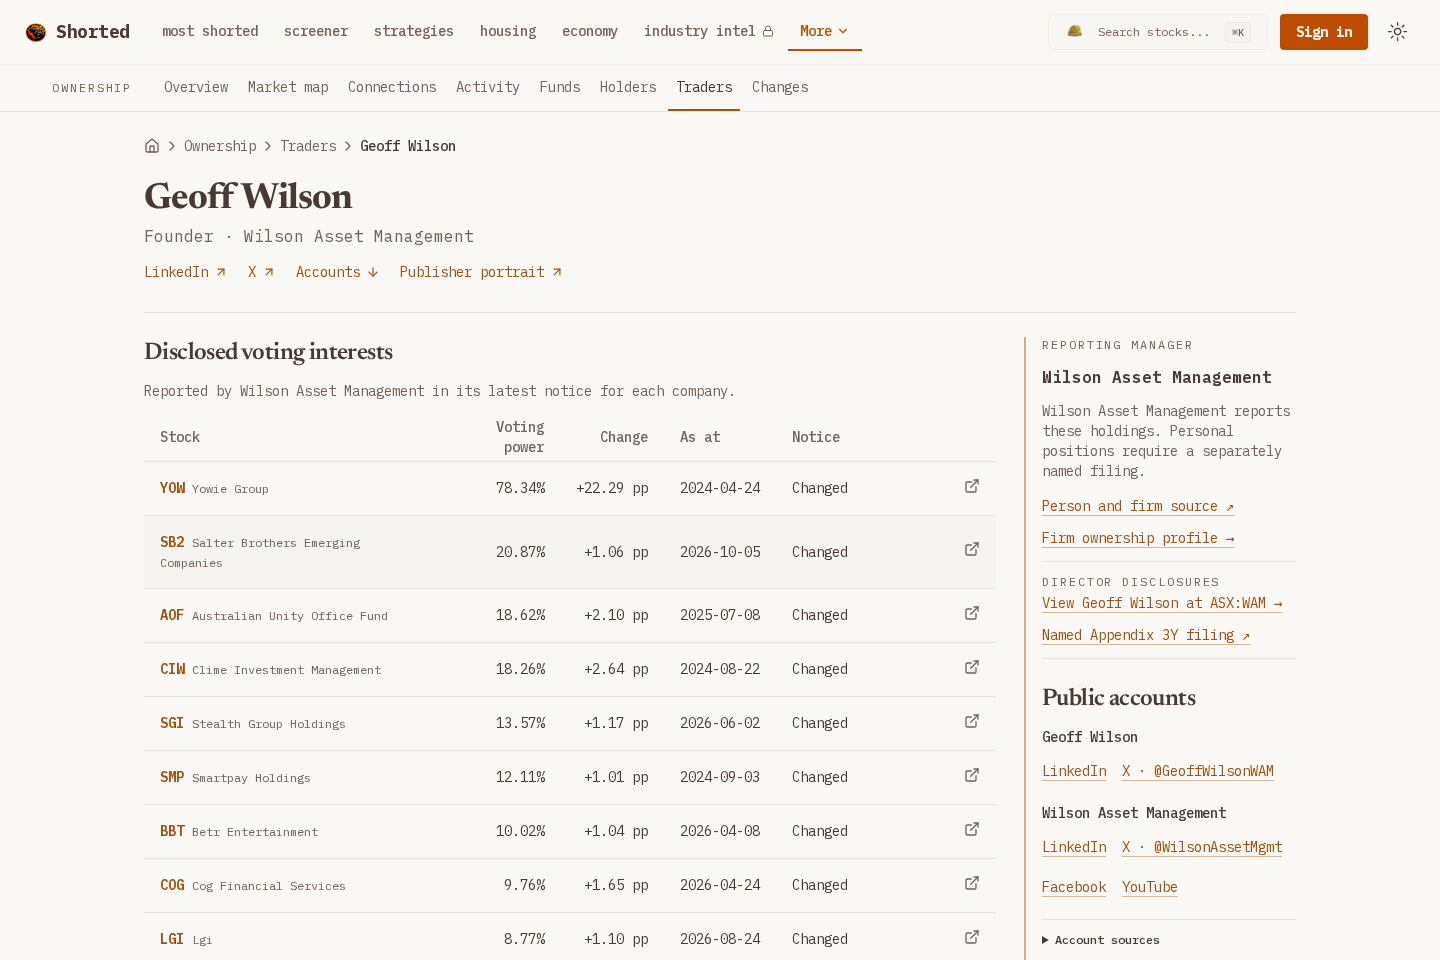 Shorted
most shorted
screener
strategies
housing
economy
industry intel
More
Search stocks...
⌘K
Sign in
OWNERSHIP
Overview
Market map
Connections
Activity
Funds
Holders
Traders
Changes
Ownership
Traders
Geoff Wilson
Geoff Wilson
Founder · Wilson Asset Management
LinkedIn
X
Accounts
Publisher portrait
Disclosed voting interests
Reported by Wilson Asset Management in its latest notice for each company.
Stock Voting power Change As at Notice
YOW Yowie Group 78.34% +22.29 pp 2024-04-24 Changed
SB2 Salter Brothers Emerging Companies 20.87% +1.06 pp 2026-10-05 Changed
AOF Australian Unity Office Fund 18.62% +2.10 pp 2025-07-08 Changed
CIW Clime Investment Management 18.26% +2.64 pp 2024-08-22 Changed
SGI Stealth Group Holdings 13.57% +1.17 pp 2026-06-02 Changed
SMP Smartpay Holdings 12.11% +1.01 pp 2024-09-03 Changed
BBT Betr Entertainment 10.02% +1.04 pp 2026-04-08 Changed
COG Cog Financial Services 9.76% +1.65 pp 2026-04-24 Changed
LGI Lgi 8.77% +1.10 pp 2026-08-24 Changed
REPORTING MANAGER
Wilson Asset Management
Wilson Asset Management reports
these holdings. Personal
positions require a separately
named filing.
Person and firm source ↗
Firm ownership profile →
DIRECTOR DISCLOSURES
View Geoff Wilson at ASX:WAM →
Named Appendix 3Y filing ↗
Public accounts
Geoff Wilson
LinkedIn X · @GeoffWilsonWAM
Wilson Asset Management
LinkedIn X · @WilsonAssetMgmt
Facebook YouTube
Account sources